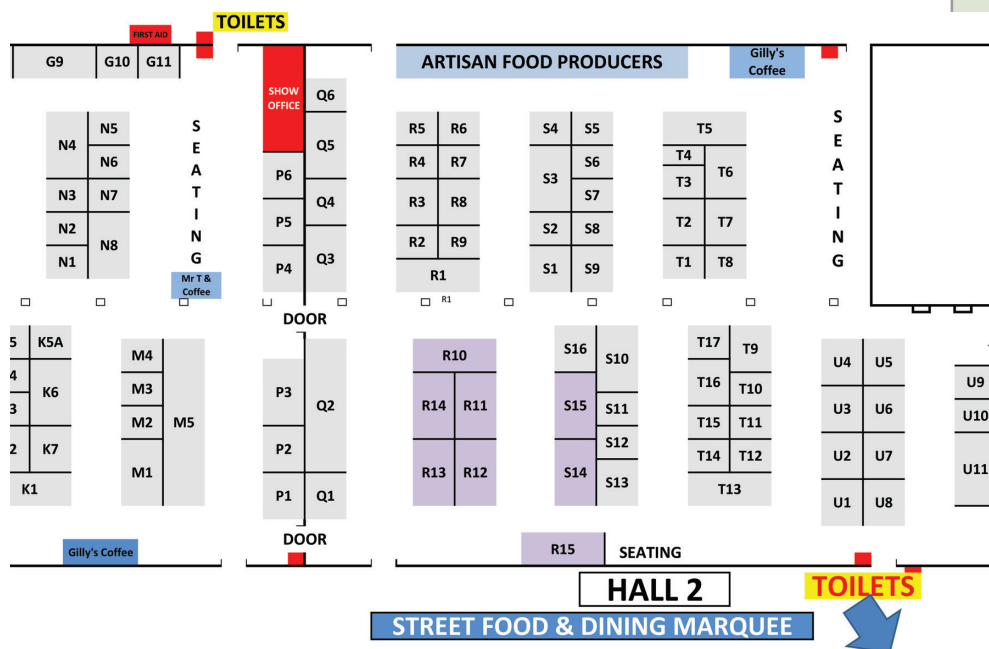 TOILETS
FIRST AID
G9 G10 G11
SHOW
OFFICE
Q6
ARTISAN FOOD PRODUCERS
Gilly's
Coffee
N4 N5
N6
N3 N7
N2
N8
N1
SEATING
Mr T &
Coffee
Q5
P6
Q4
P5
Q3
P4
R5 R6
R4 R7
R3 R8
R2 R9
R1
R1
S4 S5
S3 S6
S7
S2 S8
S1 S9
T5
T4
T3 T6
T2 T7
T1 T8
SEATING
DOOR
5 K5A
4
K6
3
2 K7
K1
M4
M3
M2
M5
M1
P3
Q2
P2
P1 Q1
R10
R14 R11
R13 R12
S16
S10
S15
S11
S12
S14
S13
T17
T9
T16
T10
T15 T11
T14 T12
T13
U4 U5
U3 U6
U2 U7
U1 U8
U9
U10
U11
DOOR
Gilly's Coffee
R15
SEATING
HALL 2
TOILETS
STREET FOOD & DINING MARQUEE